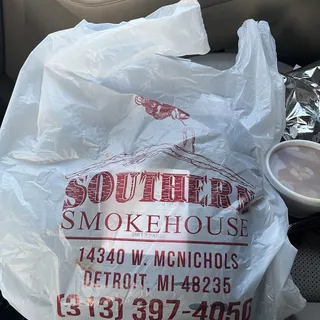 SOUTHERN
SMOKEHOUSE
14340 W. MCNICHOLS
DETROIT, MI 48235
(313) 397-4050